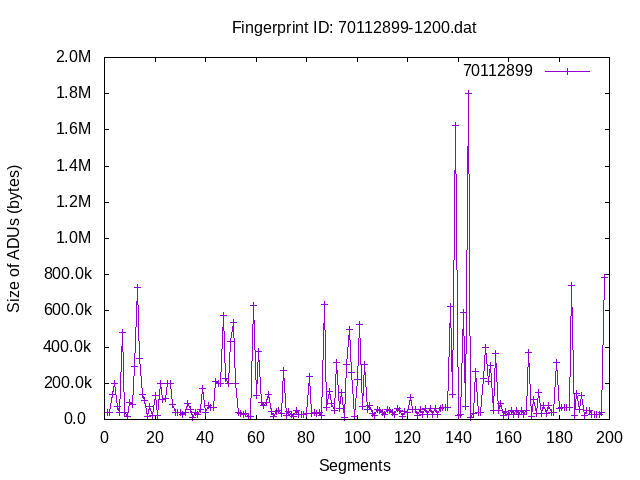 Fingerprint ID: 70112899-1200.dat
70112899
2.0M
1.8M
1.6M
1.4M
1.2M
1.0M
800.0k
600.0k
400.0k
200.0k
0.0
Size of ADUs (bytes)
0 20 40 60 80 100 120 140 160 180 200
Segments